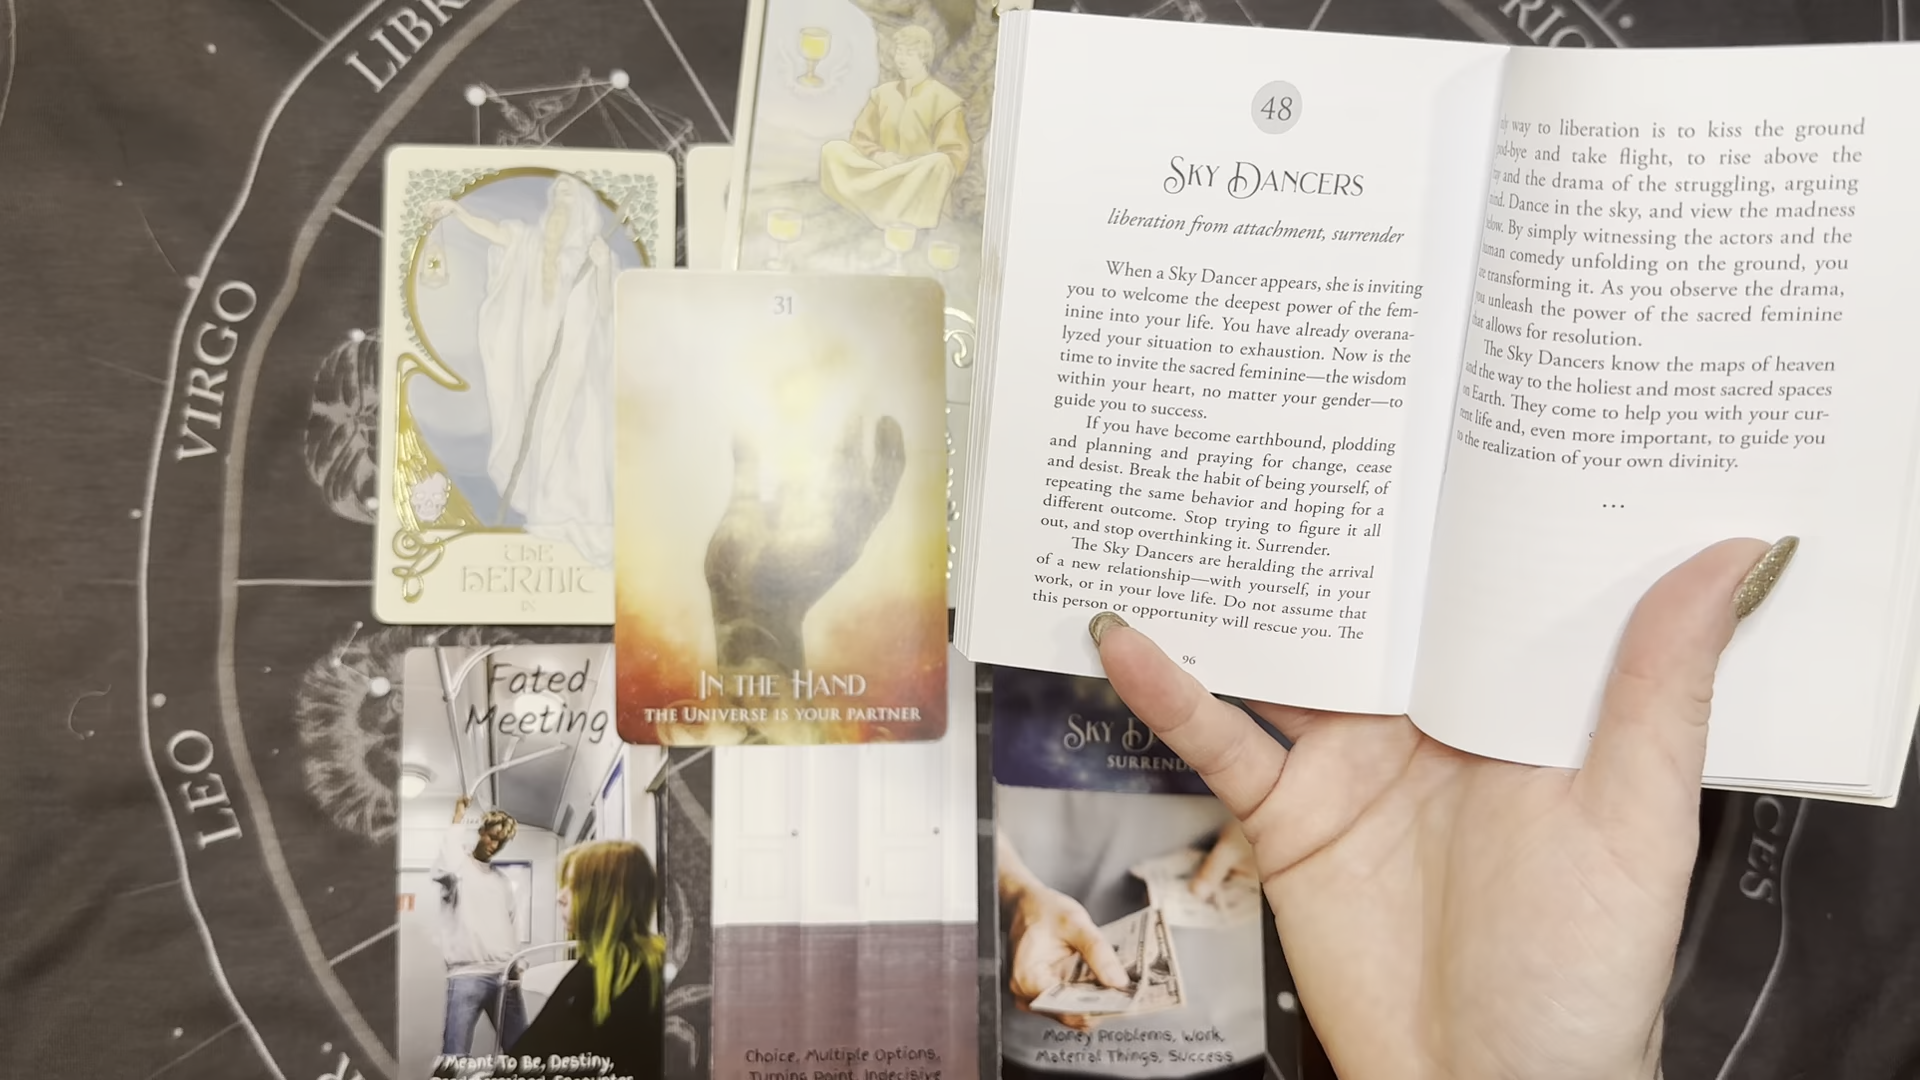 LIBR
VIRGO
LEO
RIC
CES
THE
HERMIT
IX
31
IN THE HAND
THE UNIVERSE IS YOUR PARTNER
Fated
Meeting
Meant To Be, Destiny,
Choice, Multiple Options,
Turning Point, Indecisive
SKY D
SURREND
Money Problems, Work,
Material Things, Success
48
SKY DANCERS
liberation from attachment, surrender
When a Sky Dancer appears, she is inviting
you to welcome the deepest power of the fem-
inine into your life. You have already overana-
lyzed your situation to exhaustion. Now is the
time to invite the sacred feminine—the wisdom
within your heart, no matter your gender—to
guide you to success.
If you have become earthbound, plodding
and planning and praying for change, cease
and desist. Break the habit of being yourself, of
repeating the same behavior and hoping for a
different outcome. Stop trying to figure it all
out, and stop overthinking it. Surrender.
The Sky Dancers are heralding the arrival
of a new relationship—with yourself, in your
work, or in your love life. Do not assume that
this person or opportunity will rescue you. The
96
way to liberation is to kiss the ground
od-bye and take flight, to rise above the
and the drama of the struggling, arguing
Dance in the sky, and view the madness
By simply witnessing the actors and the
uman comedy unfolding on the ground, you
transforming it. As you observe the drama,
you unleash the power of the sacred feminine
that allows for resolution.
The Sky Dancers know the maps of heaven
and the way to the holiest and most sacred spaces
on Earth. They come to help you with your cur-
rent life and, even more important, to guide you
to the realization of your own divinity.
...